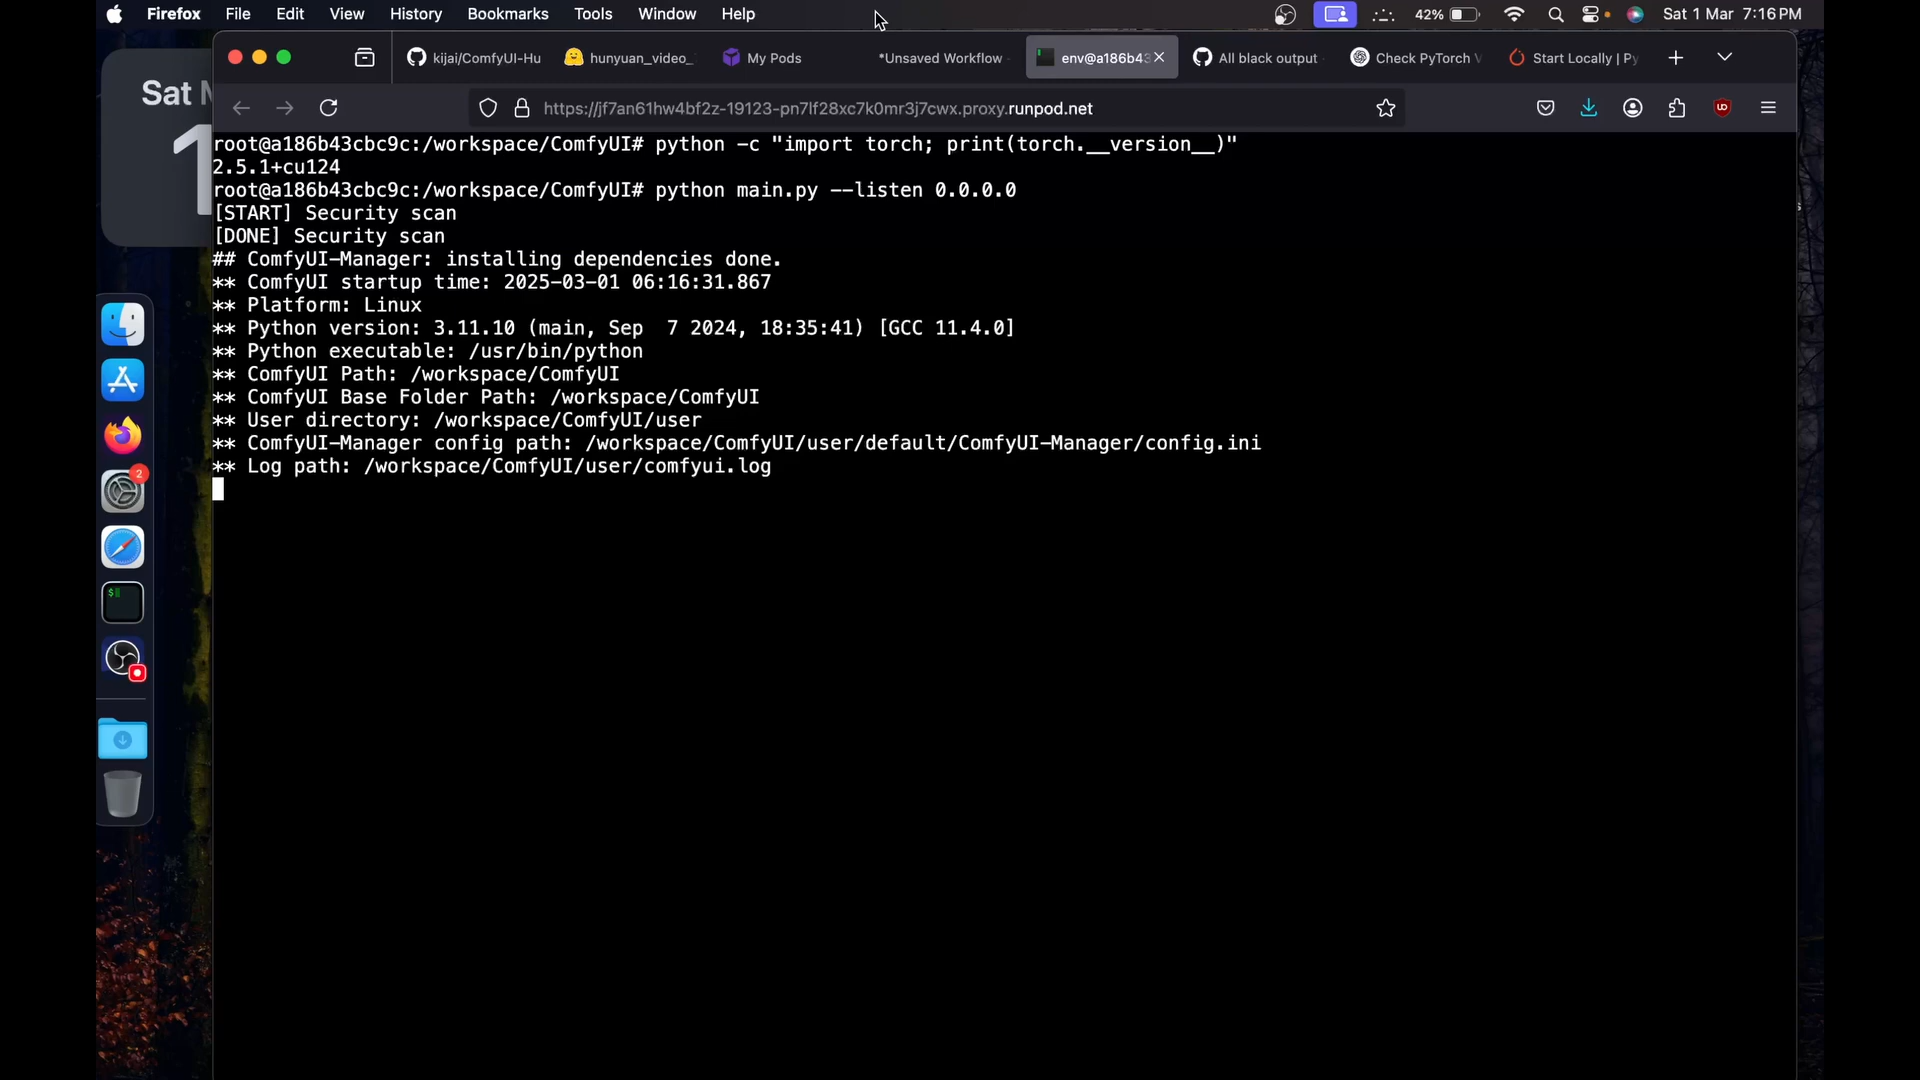 Firefox File Edit View History Bookmarks Tools Window Help 42% Sat 1 Mar 7:16 PM
Sat
1
2
kijai/ComfyUI-Hu hunyuan_video_ My Pods *Unsaved Workflow env@a186b43 All black output Check PyTorch V Start Locally | Py
https://jf7an61hw4bf2z-19123-pn7lf28xc7k0mr3j7cwx.proxy.runpod.net
root@a186b43cbc9c:/workspace/ComfyUI# python -c "import torch; print(torch.__version__)"
2.5.1+cu124
root@a186b43cbc9c:/workspace/ComfyUI# python main.py --listen 0.0.0.0
[START] Security scan
[DONE] Security scan
## ComfyUI-Manager: installing dependencies done.
** ComfyUI startup time: 2025-03-01 06:16:31.867
** Platform: Linux
** Python version: 3.11.10 (main, Sep  7 2024, 18:35:41) [GCC 11.4.0]
** Python executable: /usr/bin/python
** ComfyUI Path: /workspace/ComfyUI
** ComfyUI Base Folder Path: /workspace/ComfyUI
** User directory: /workspace/ComfyUI/user
** ComfyUI-Manager config path: /workspace/ComfyUI/user/default/ComfyUI-Manager/config.ini
** Log path: /workspace/ComfyUI/user/comfyui.log